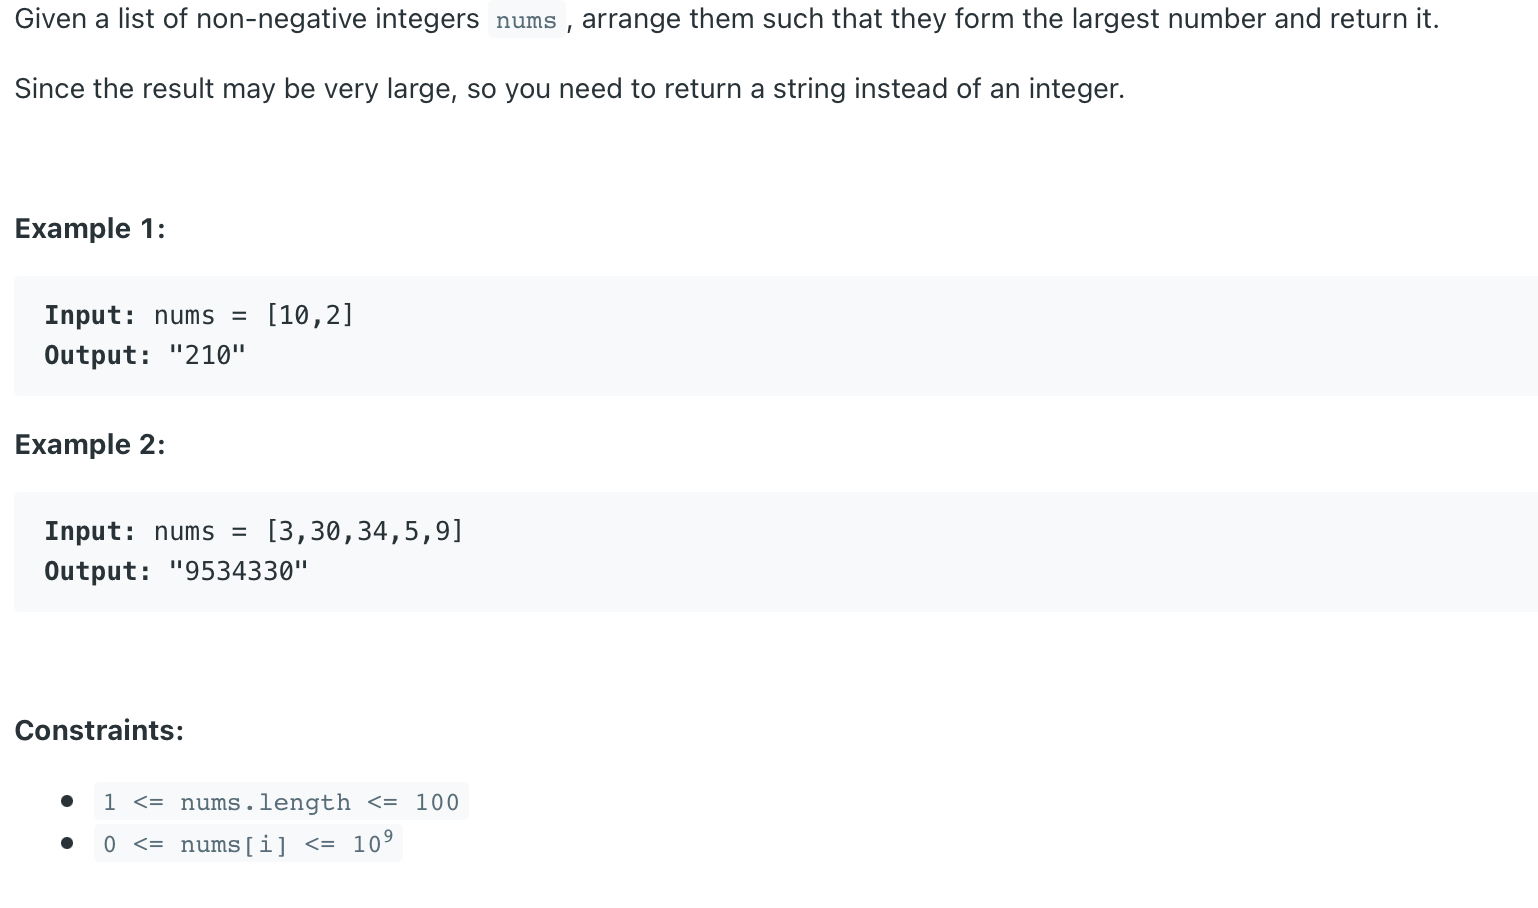 Given a list of non-negative integers nums , arrange them such that they form the largest number and return it.
Since the result may be very large, so you need to return a string instead of an integer.
Example 1:
Input: nums = [10,2]
Output: "210"
Example 2:
Input: nums = [3,30,34,5,9]
Output: "9534330"
Constraints:
• 1 <= nums.length <= 100
• 0 <= nums[i] <= 10⁹